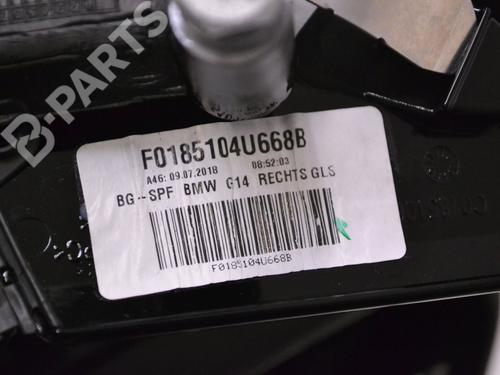 B-PARTS
F0185104U668B
A46: 09.07.2018 08:52:03
BG-SPF BMW G14 RECHTS GLS
F0185104U668B